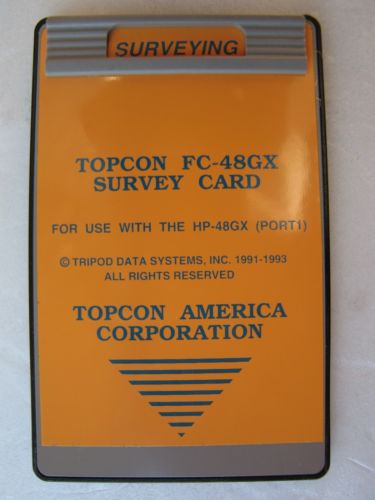 SURVEYING
TOPCON FC-48GX
SURVEY CARD
FOR USE WITH THE HP-48GX (PORT1)
© TRIPOD DATA SYSTEMS, INC. 1991-1993
ALL RIGHTS RESERVED
TOPCON AMERICA
CORPORATION